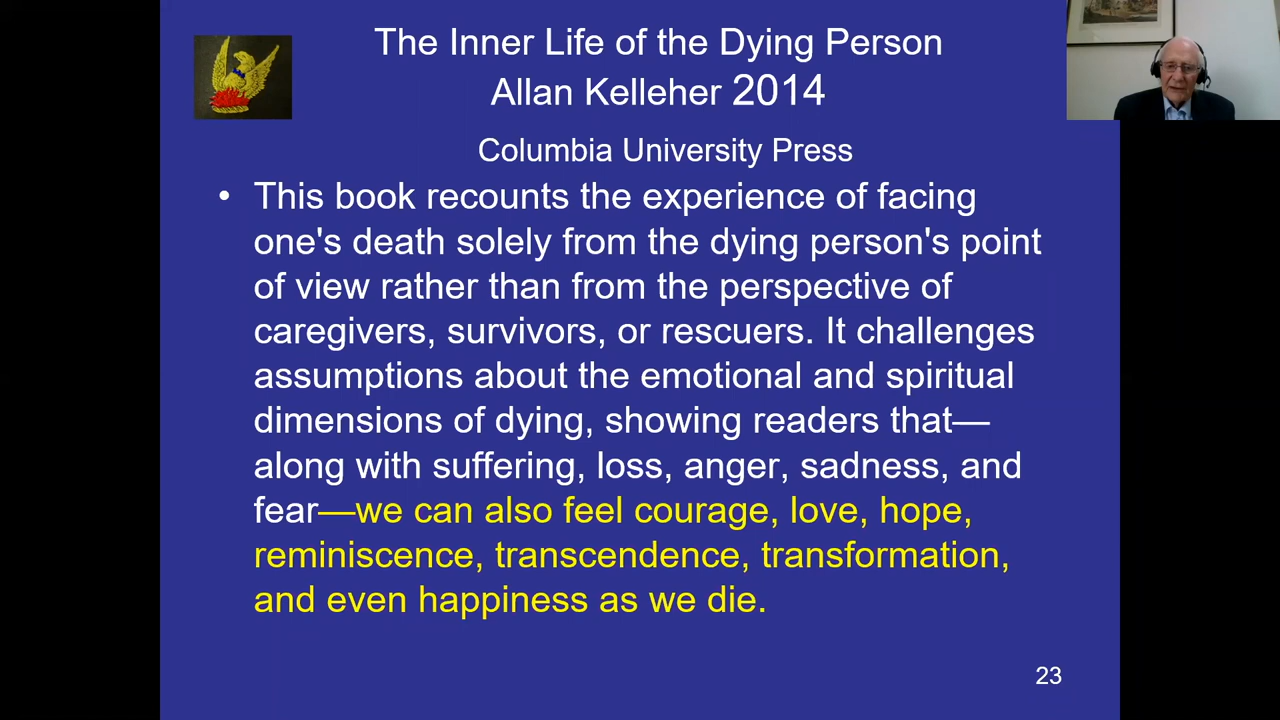 The Inner Life of the Dying Person
Allan Kelleher 2014
Columbia University Press
• This book recounts the experience of facing
one's death solely from the dying person's point
of view rather than from the perspective of
caregivers, survivors, or rescuers. It challenges
assumptions about the emotional and spiritual
dimensions of dying, showing readers that—
along with suffering, loss, anger, sadness, and
fear—we can also feel courage, love, hope,
reminiscence, transcendence, transformation,
and even happiness as we die.
23